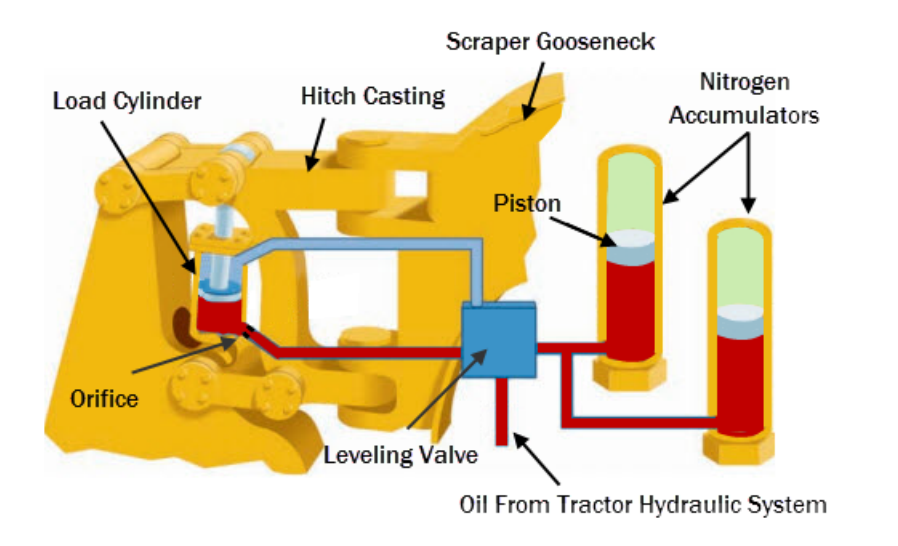 Scraper Gooseneck
Nitrogen
Accumulators
Load Cylinder
Hitch Casting
Piston
Orifice
Leveling Valve
Oil From Tractor Hydraulic System